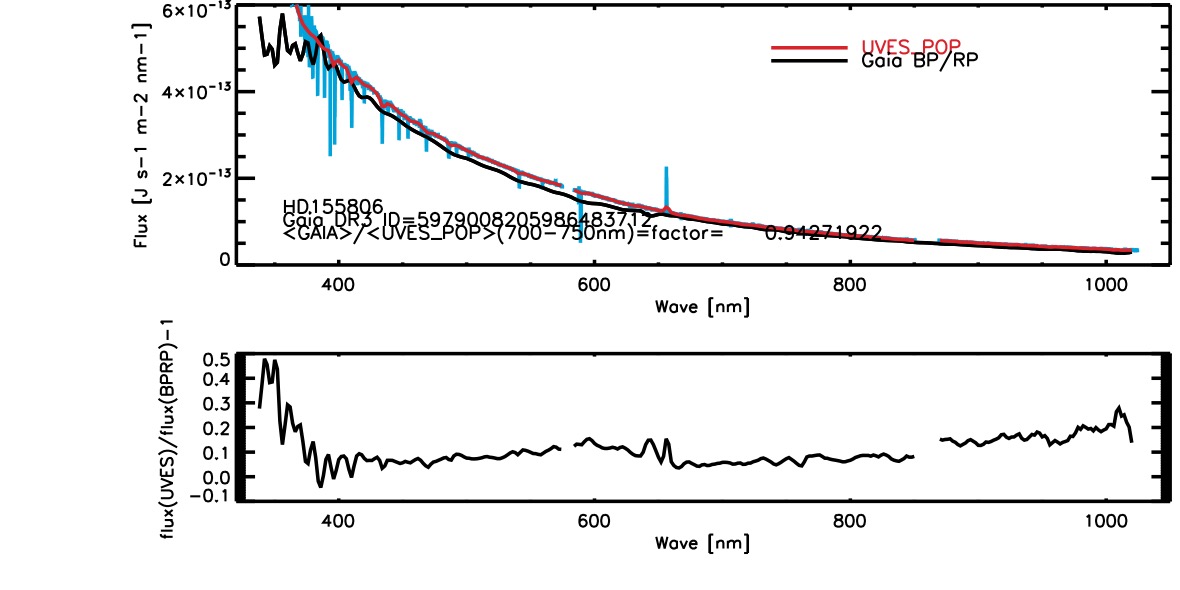 6×10−13
4×10−13
2×10−13
0
Flux [J s−1 m−2 nm−1]
UVES_POP
Gaia BP/RP
HD155806
Gaia DR3 ID=5979008205986483712
<GAIA>/<UVES_POP>(700−750nm)=factor= 0.94271922
400 600 800 1000
Wave [nm]
flux(UVES)/flux(BPRP)−1
0.5
0.4
0.3
0.2
0.1
0.0
−0.1
400 600 800 1000
Wave [nm]